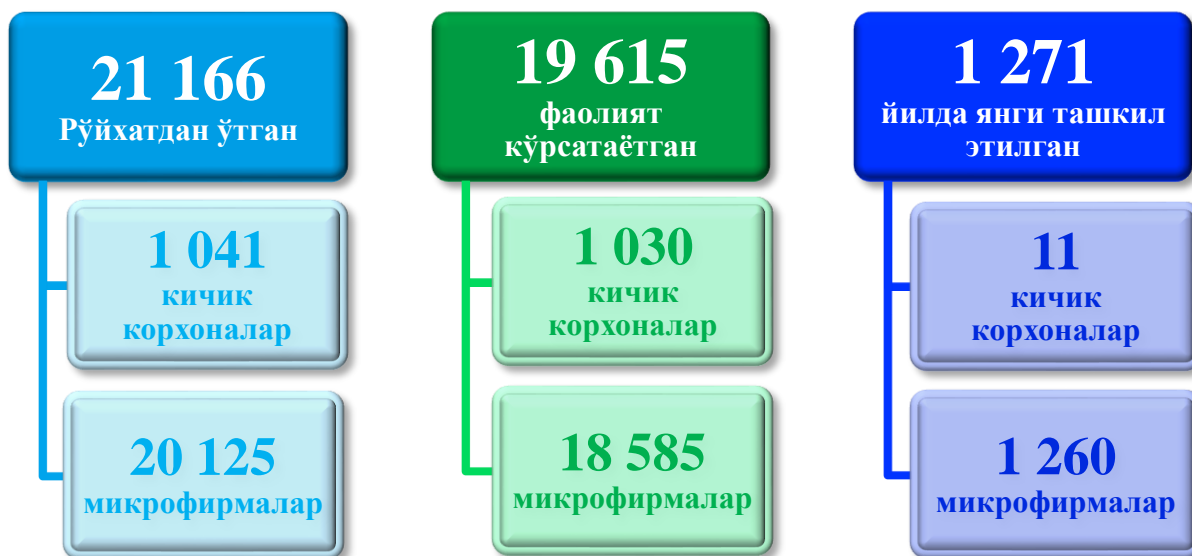 21 166
Рўйхатдан ўтган
1 041
кичик
корхоналар
20 125
микрофирмалар
19 615
фаолият
кўрсатаётган
1 030
кичик
корхоналар
18 585
микрофирмалар
1 271
йилда янги ташкил
этилган
11
кичик
корхоналар
1 260
микрофирмалар